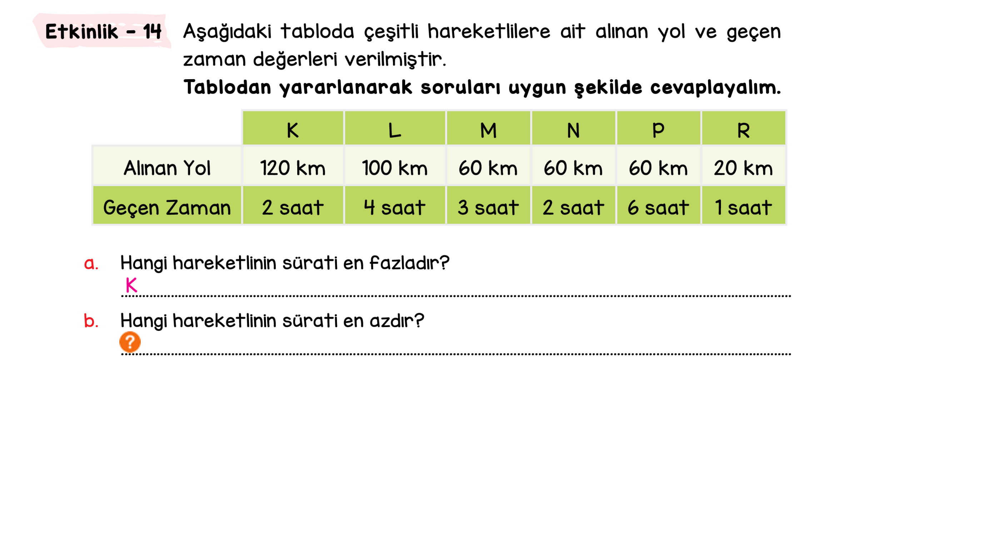 Etkinlik - 14 Aşağıdaki tabloda çeşitli hareketlilere ait alınan yol ve geçen
zaman değerleri verilmiştir.
Tablodan yararlanarak soruları uygun şekilde cevaplayalım.
K L M N P R
Alınan Yol 120 km 100 km 60 km 60 km 60 km 20 km
Geçen Zaman 2 saat 4 saat 3 saat 2 saat 6 saat 1 saat
a. Hangi hareketlinin sürati en fazladır?
K
b. Hangi hareketlinin sürati en azdır?
?